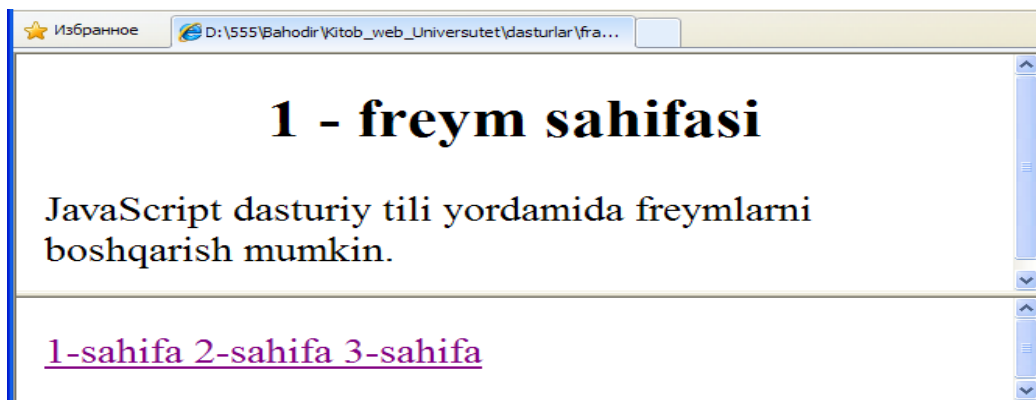 Избранное
D:\555\Bahodir\Kitob_web_Universutet\dasturlar\fra...
1 - freym sahifasi
JavaScript dasturiy tili yordamida freymlarni
boshqarish mumkin.
1-sahifa 2-sahifa 3-sahifa